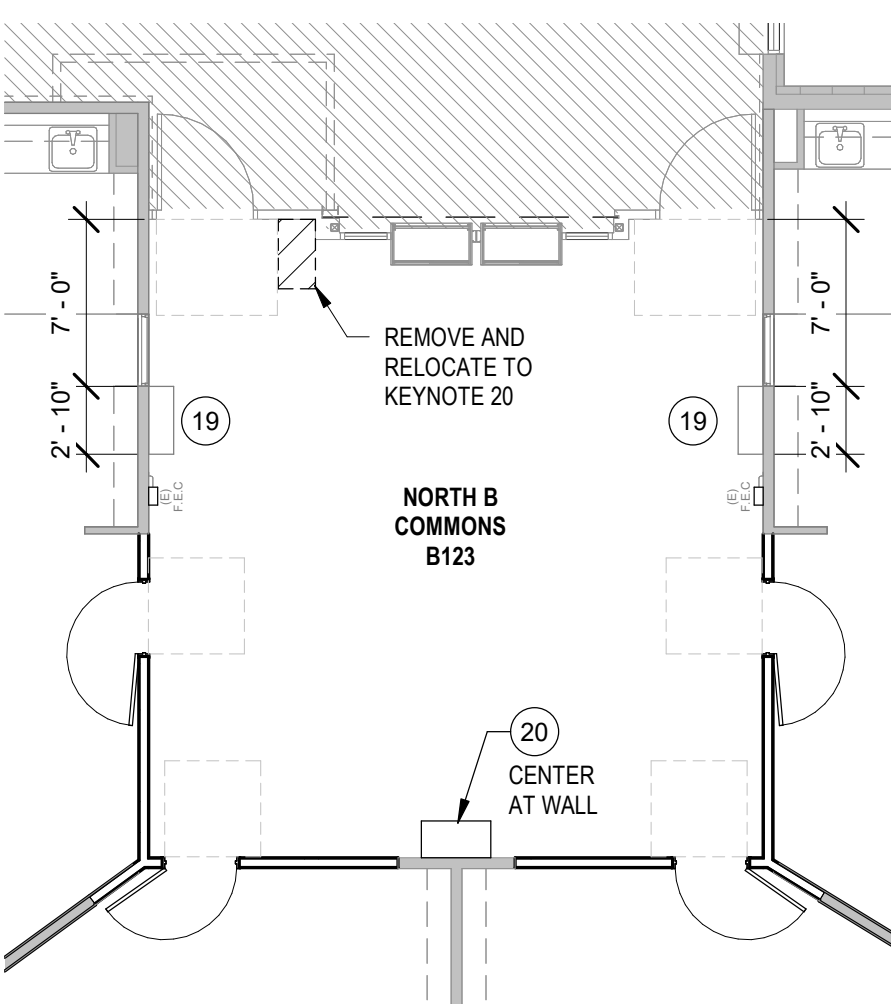 7' - 0"
2' - 10"
19
(E)
F.E.C
REMOVE AND
RELOCATE TO
KEYNOTE 20
NORTH B
COMMONS
B123
7' - 0"
2' - 10"
19
(E)
F.E.C
20
CENTER
AT WALL